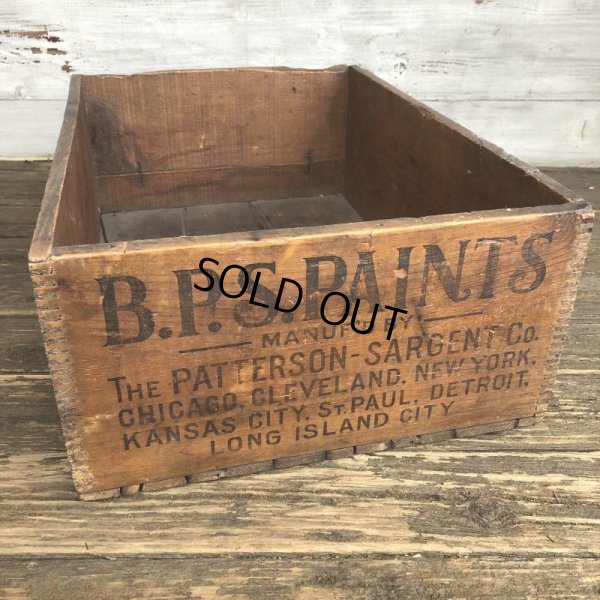 B.P.S. PAINTS
SOLD OUT
MANUF'D BY
THE PATTERSON-SARGENT CO.
CHICAGO, CLEVELAND, NEW YORK,
KANSAS CITY, ST. PAUL, DETROIT,
LONG ISLAND CITY